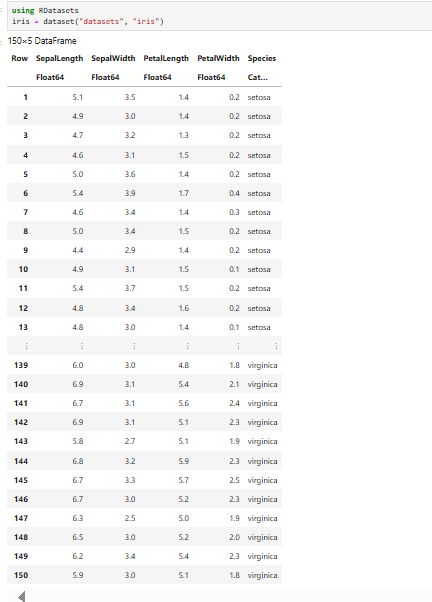 using RDatasets
iris = dataset("datasets", "iris")
150×5 DataFrame
Row SepalLength SepalWidth PetalLength PetalWidth Species
Float64 Float64 Float64 Float64 Cat…
1 5.1 3.5 1.4 0.2 setosa
2 4.9 3.0 1.4 0.2 setosa
3 4.7 3.2 1.3 0.2 setosa
4 4.6 3.1 1.5 0.2 setosa
5 5.0 3.6 1.4 0.2 setosa
6 5.4 3.9 1.7 0.4 setosa
7 4.6 3.4 1.4 0.3 setosa
8 5.0 3.4 1.5 0.2 setosa
9 4.4 2.9 1.4 0.2 setosa
10 4.9 3.1 1.5 0.1 setosa
11 5.4 3.7 1.5 0.2 setosa
12 4.8 3.4 1.6 0.2 setosa
13 4.8 3.0 1.4 0.1 setosa
⋮ ⋮ ⋮ ⋮ ⋮ ⋮
139 6.0 3.0 4.8 1.8 virginica
140 6.9 3.1 5.4 2.1 virginica
141 6.7 3.1 5.6 2.4 virginica
142 6.9 3.1 5.1 2.3 virginica
143 5.8 2.7 5.1 1.9 virginica
144 6.8 3.2 5.9 2.3 virginica
145 6.7 3.3 5.7 2.5 virginica
146 6.7 3.0 5.2 2.3 virginica
147 6.3 2.5 5.0 1.9 virginica
148 6.5 3.0 5.2 2.0 virginica
149 6.2 3.4 5.4 2.3 virginica
150 5.9 3.0 5.1 1.8 virginica